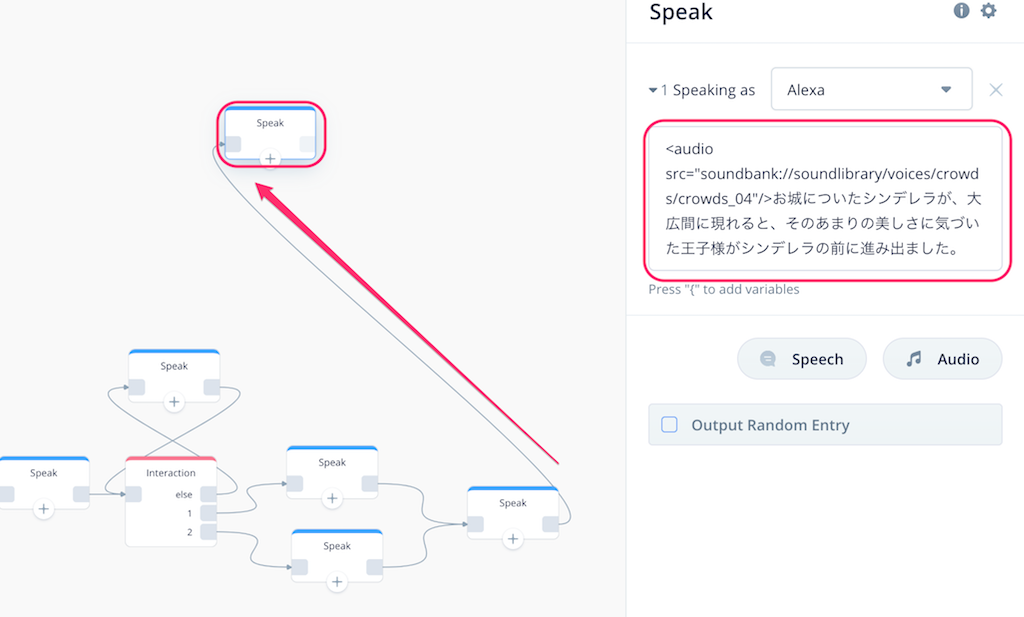 Speak
1 Speaking as
Alexa
<audio
src="soundbank://soundlibrary/voices/crowd
s/crowds_04"/>お城についたシンデレラが、大
広間に現れると、そのあまりの美しさに気づい
た王子様がシンデレラの前に進み出ました。
Press "{" to add variables
Speech
Audio
Output Random Entry
Speak
Speak
Speak
Interaction
else
1
2
Speak
Speak
Speak